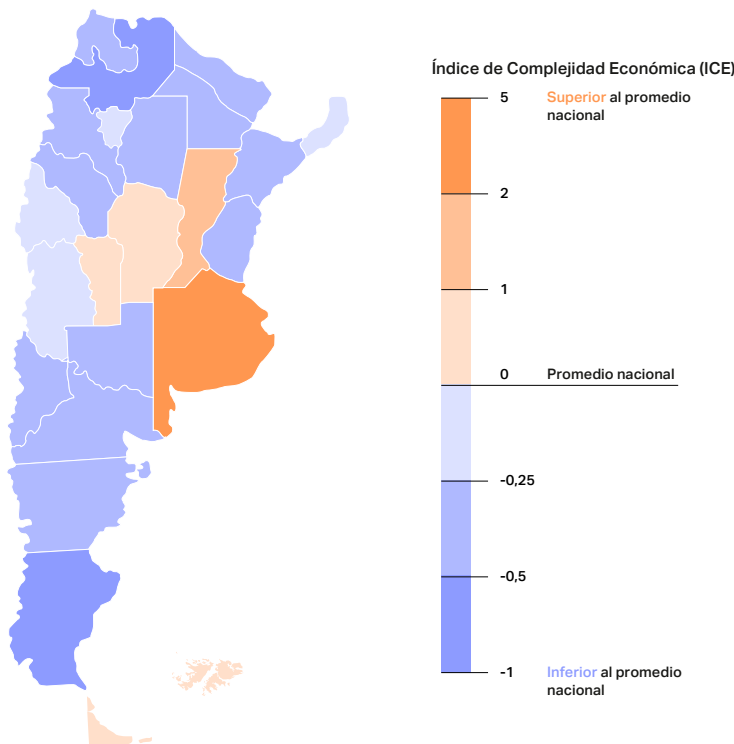 Índice de Complejidad Económica (ICE)
5
Superior al promedio
nacional
2
1
0
Promedio nacional
-0,25
-0,5
-1
Inferior al promedio
nacional